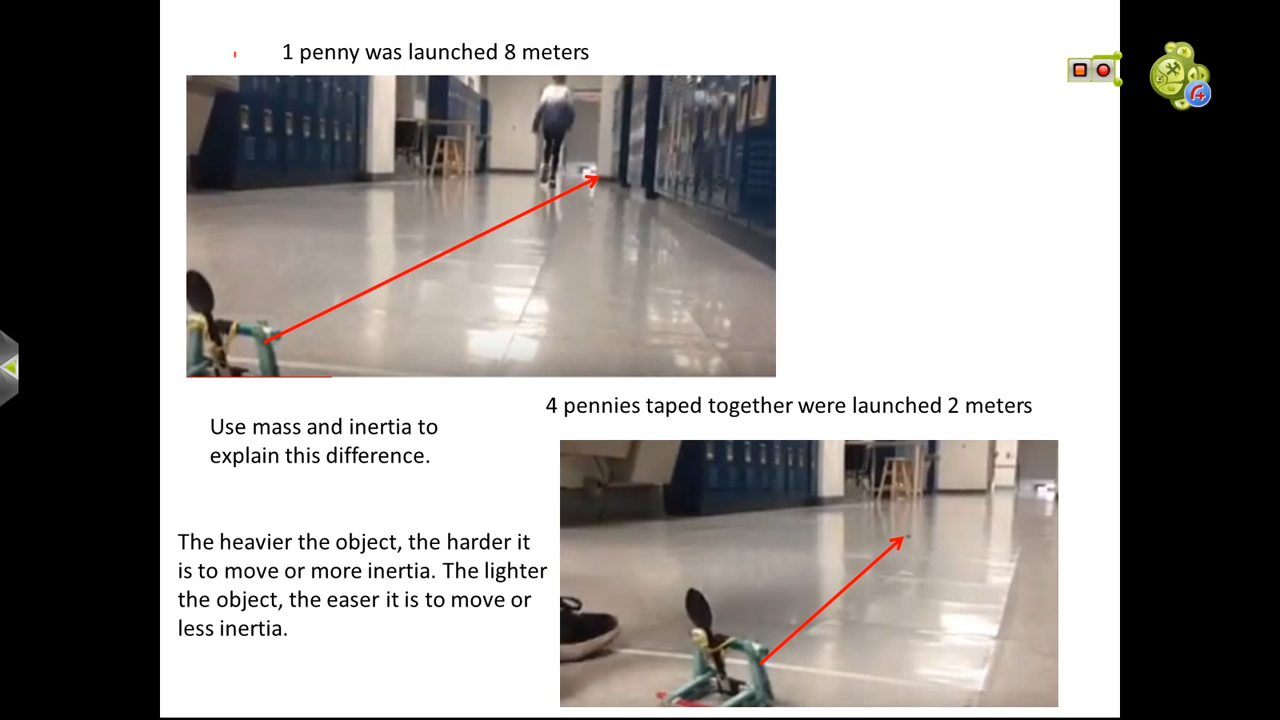 1 penny was launched 8 meters
4 pennies taped together were launched 2 meters
Use mass and inertia to
explain this difference.
The heavier the object, the harder it
is to move or more inertia. The lighter
the object, the easer it is to move or
less inertia.